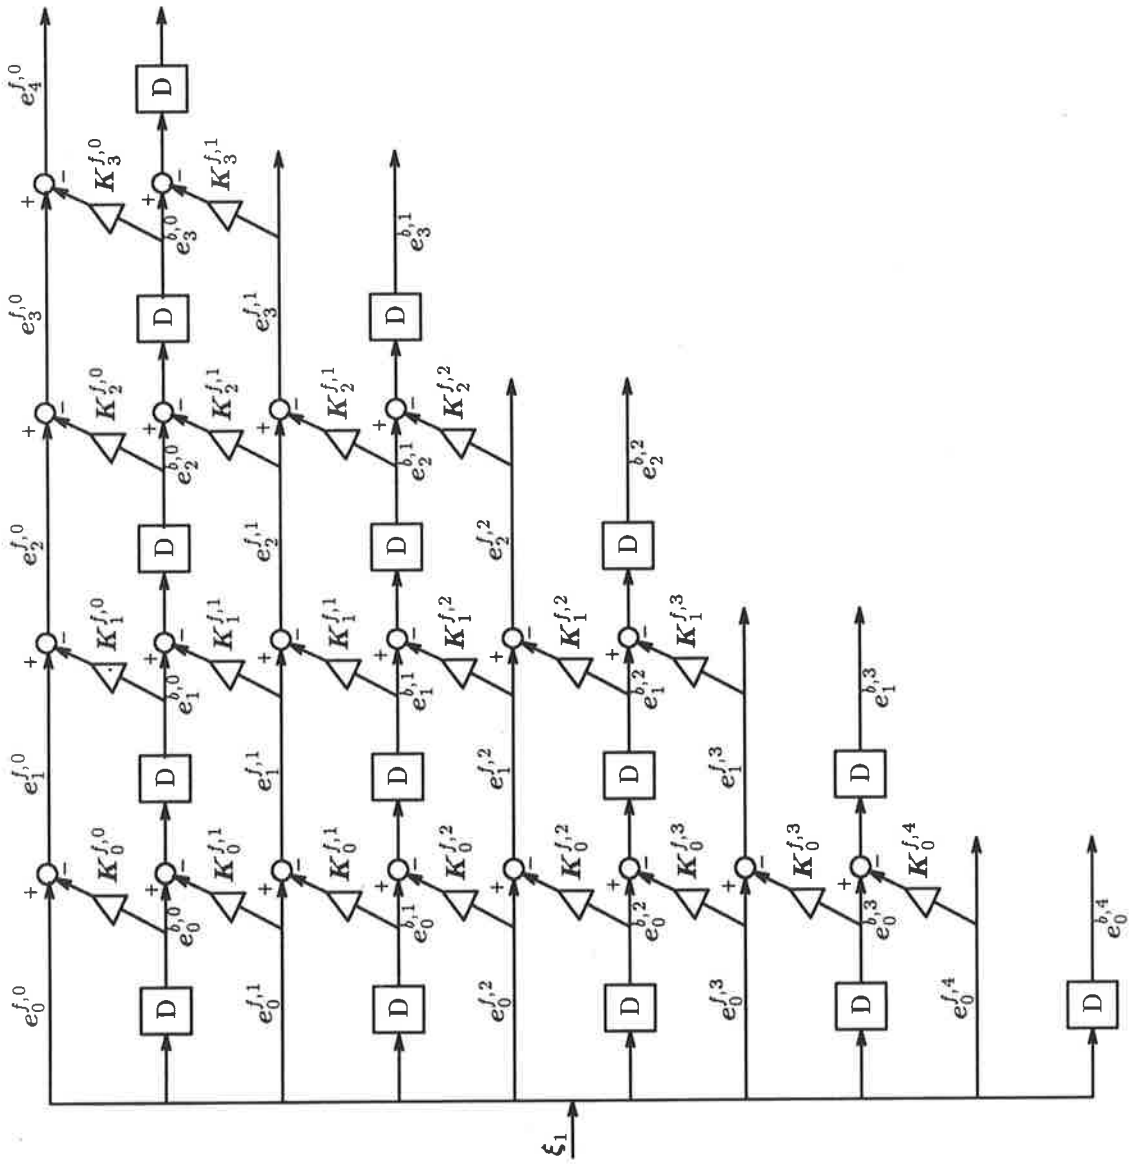 e_0^{f,0} e_1^{f,0} e_2^{f,0} e_3^{f,0} e_4^{f,0}
+ + + +
− − − −
K_0^{f,0} K_1^{f,0} K_2^{f,0} K_3^{f,0}
+ + + +
D D D D D
− − − −
e_0^{b,0} e_1^{b,0} e_2^{b,0} e_3^{b,0}
K_0^{f,1} K_1^{f,1} K_2^{f,1} K_3^{f,1}
e_0^{f,1} e_1^{f,1} e_2^{f,1} e_3^{f,1}
+ + +
− − −
K_0^{f,1} K_1^{f,1} K_2^{f,1}
+ + +
D D D D
− − −
e_0^{b,1} e_1^{b,1} e_2^{b,1} e_3^{b,1}
K_0^{f,2} K_1^{f,2} K_2^{f,2}
e_0^{f,2} e_1^{f,2} e_2^{f,2}
+ +
− −
ξ_1
K_0^{f,2} K_1^{f,2}
+ +
D D D
− −
e_0^{b,2} e_1^{b,2} e_2^{b,2}
K_0^{f,3} K_1^{f,3}
e_0^{f,3} e_1^{f,3}
+
−
K_0^{f,3}
+
D D
−
e_0^{b,3} e_1^{b,3}
K_0^{f,4}
e_0^{f,4}
D
e_0^{b,4}